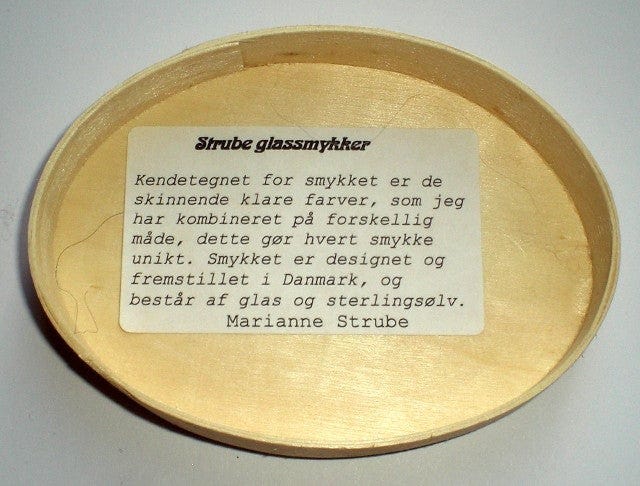 Strube glassmykker
Kendetegnet for smykket er de
skinnende klare farver, som jeg
har kombineret på forskellig
måde, dette gør hvert smykke
unikt. Smykket er designet og
fremstillet i Danmark, og
består af glas og sterlingsølv.
Marianne Strube